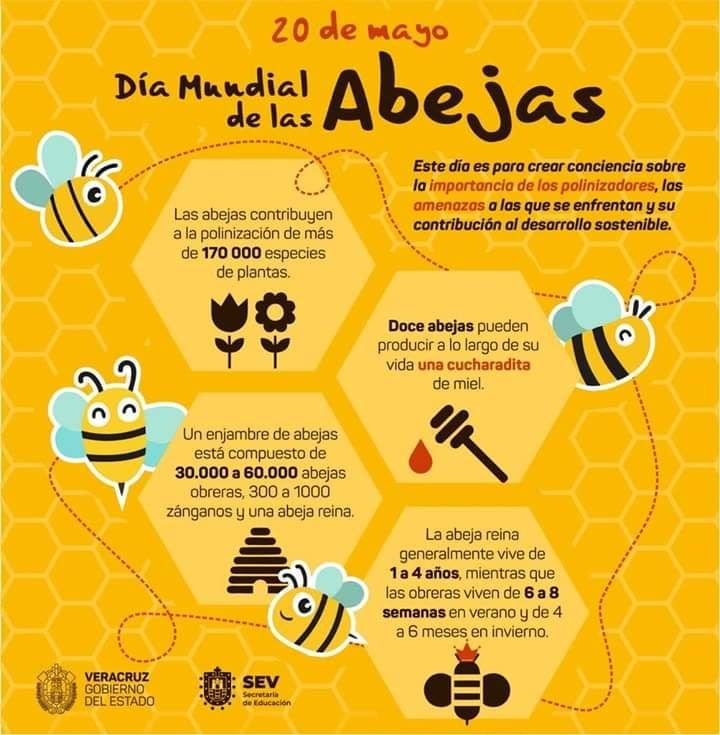 20 de mayo
Día Mundial
de las Abejas
Este día es para crear conciencia sobre
la importancia de los polinizadores, las
amenazas a las que se enfrentan y su
contribución al desarrollo sostenible.
Las abejas contribuyen
a la polinización de más
de 170 000 especies
de plantas.
Doce abejas pueden
producir a lo largo de su
vida una cucharadita
de miel.
Un enjambre de abejas
está compuesto de
30.000 a 60.000 abejas
obreras, 300 a 1000
zánganos y una abeja reina.
La abeja reina
generalmente vive de
1 a 4 años, mientras que
las obreras viven de 6 a 8
semanas en verano y de 4
a 6 meses en invierno.
VERACRUZ
GOBIERNO
DEL ESTADO
SEV
Secretaría
de Educación